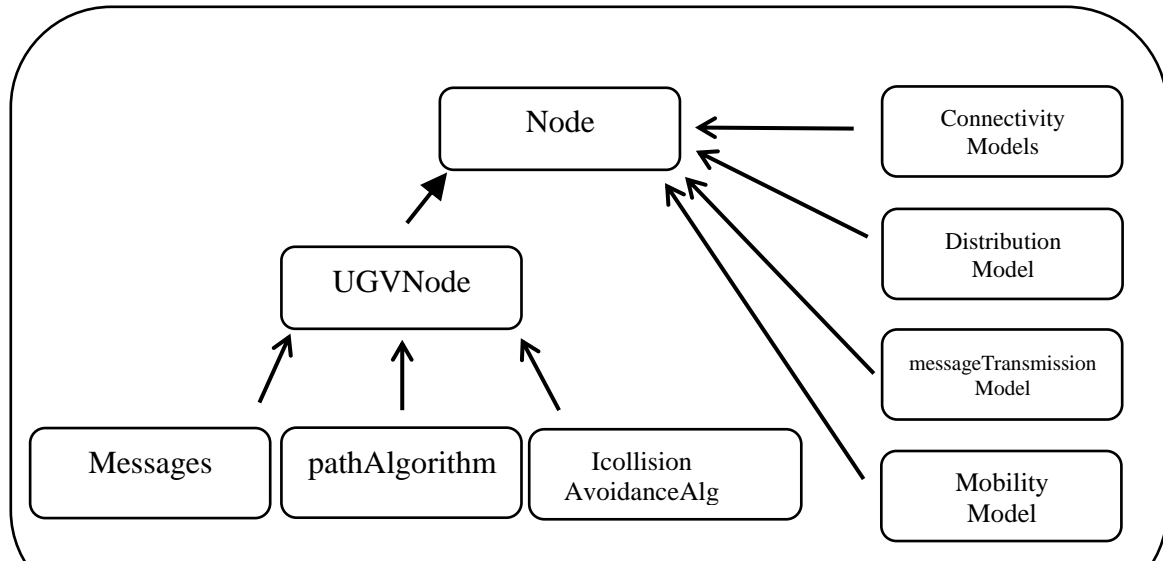 Node
Connectivity
Models
UGVNode
Distribution
Model
messageTransmission
Model
Messages
pathAlgorithm
Icollision
AvoidanceAlg
Mobility
Model